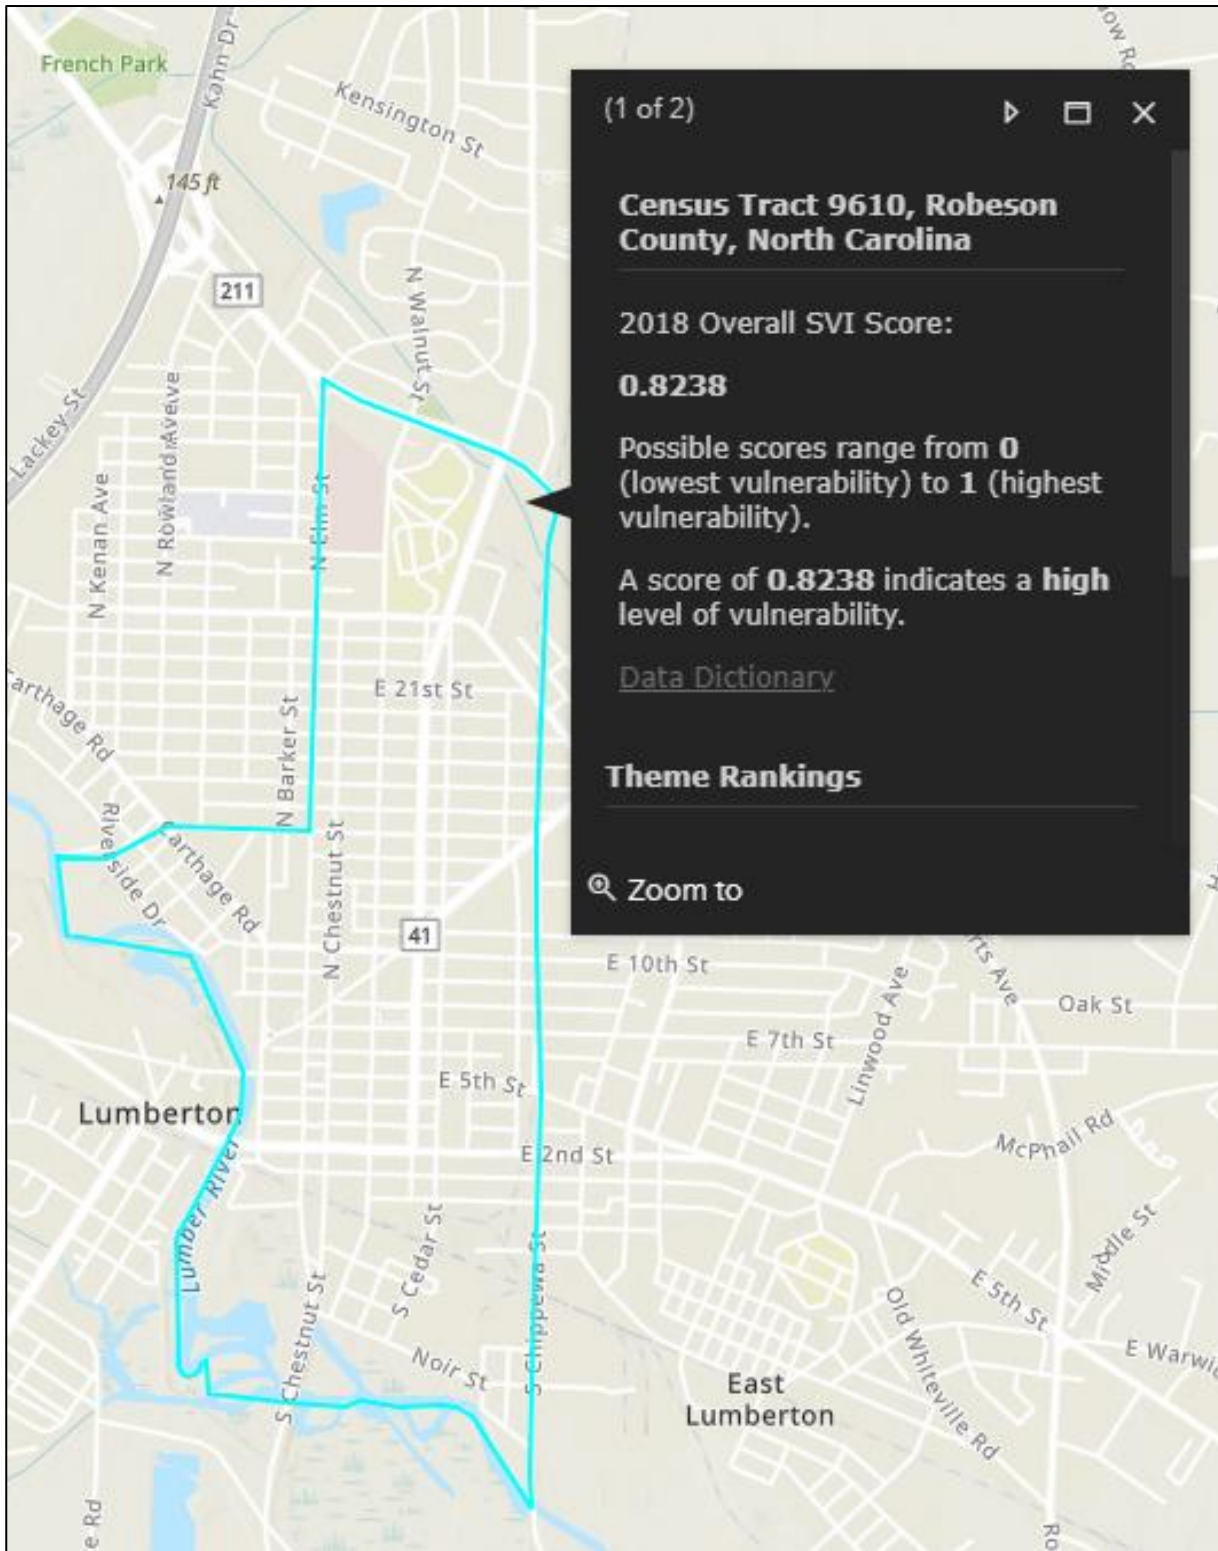 French Park
Kahn Dr
Kensington St
145 ft
211
N Walnut St
Lackey St
N Kenan Ave
N Elm St
E 21st St
Carthage Rd
N Barker St
Riverside Dr
Carthage Rd
N Chestnut St
41
E 10th St
E 7th St
Linwood Ave
Oak St
E 5th St
Lumberton
McPhail Rd
E 2nd St
Lumber River
S Cedar St
S Chippewa St
Middle St
E 5th St
Old Whiteville Rd
S Chestnut St
Noir St
East
Lumberton
(1 of 2)
Census Tract 9610, Robeson
County, North Carolina
2018 Overall SVI Score:
0.8238
Possible scores range from 0
(lowest vulnerability) to 1 (highest
vulnerability).
A score of 0.8238 indicates a high
level of vulnerability.
Data Dictionary
Theme Rankings
Zoom to